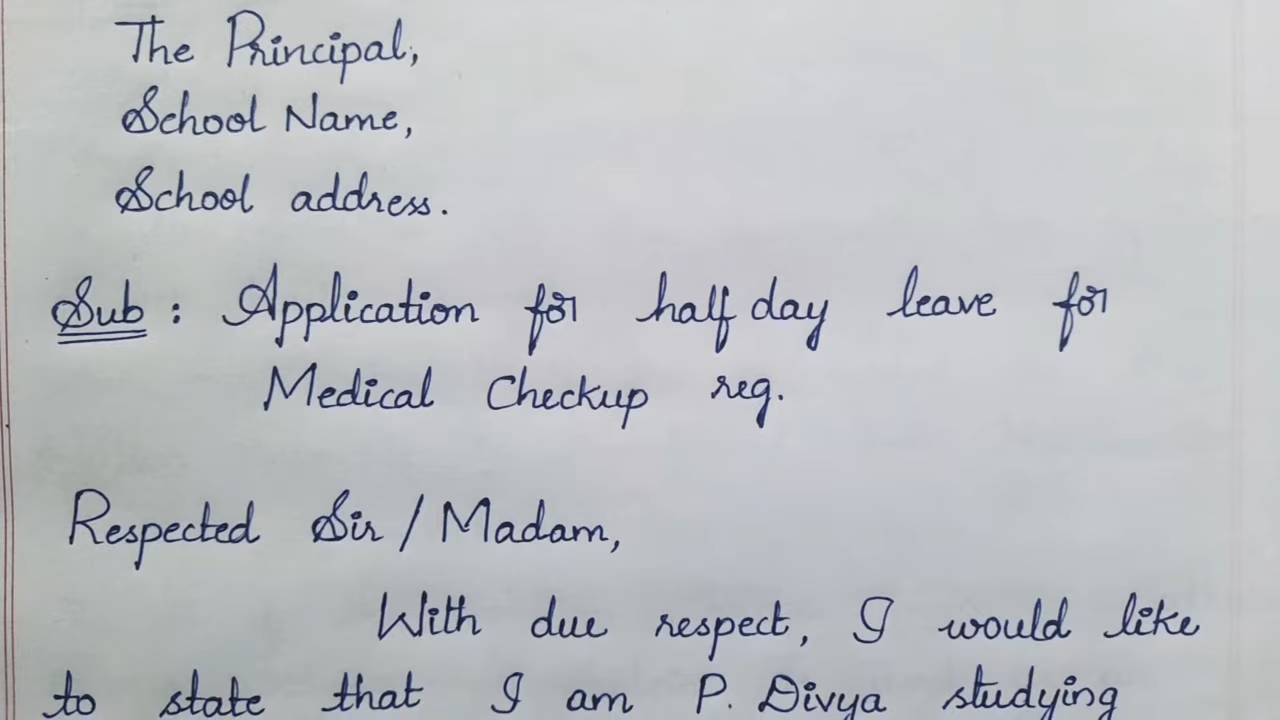 The Principal,
School Name,
School address.
Sub : Application for half day leave for
Medical Checkup reg.
Respected Sir / Madam,
With due respect, I would like
to state that I am P. Divya studying